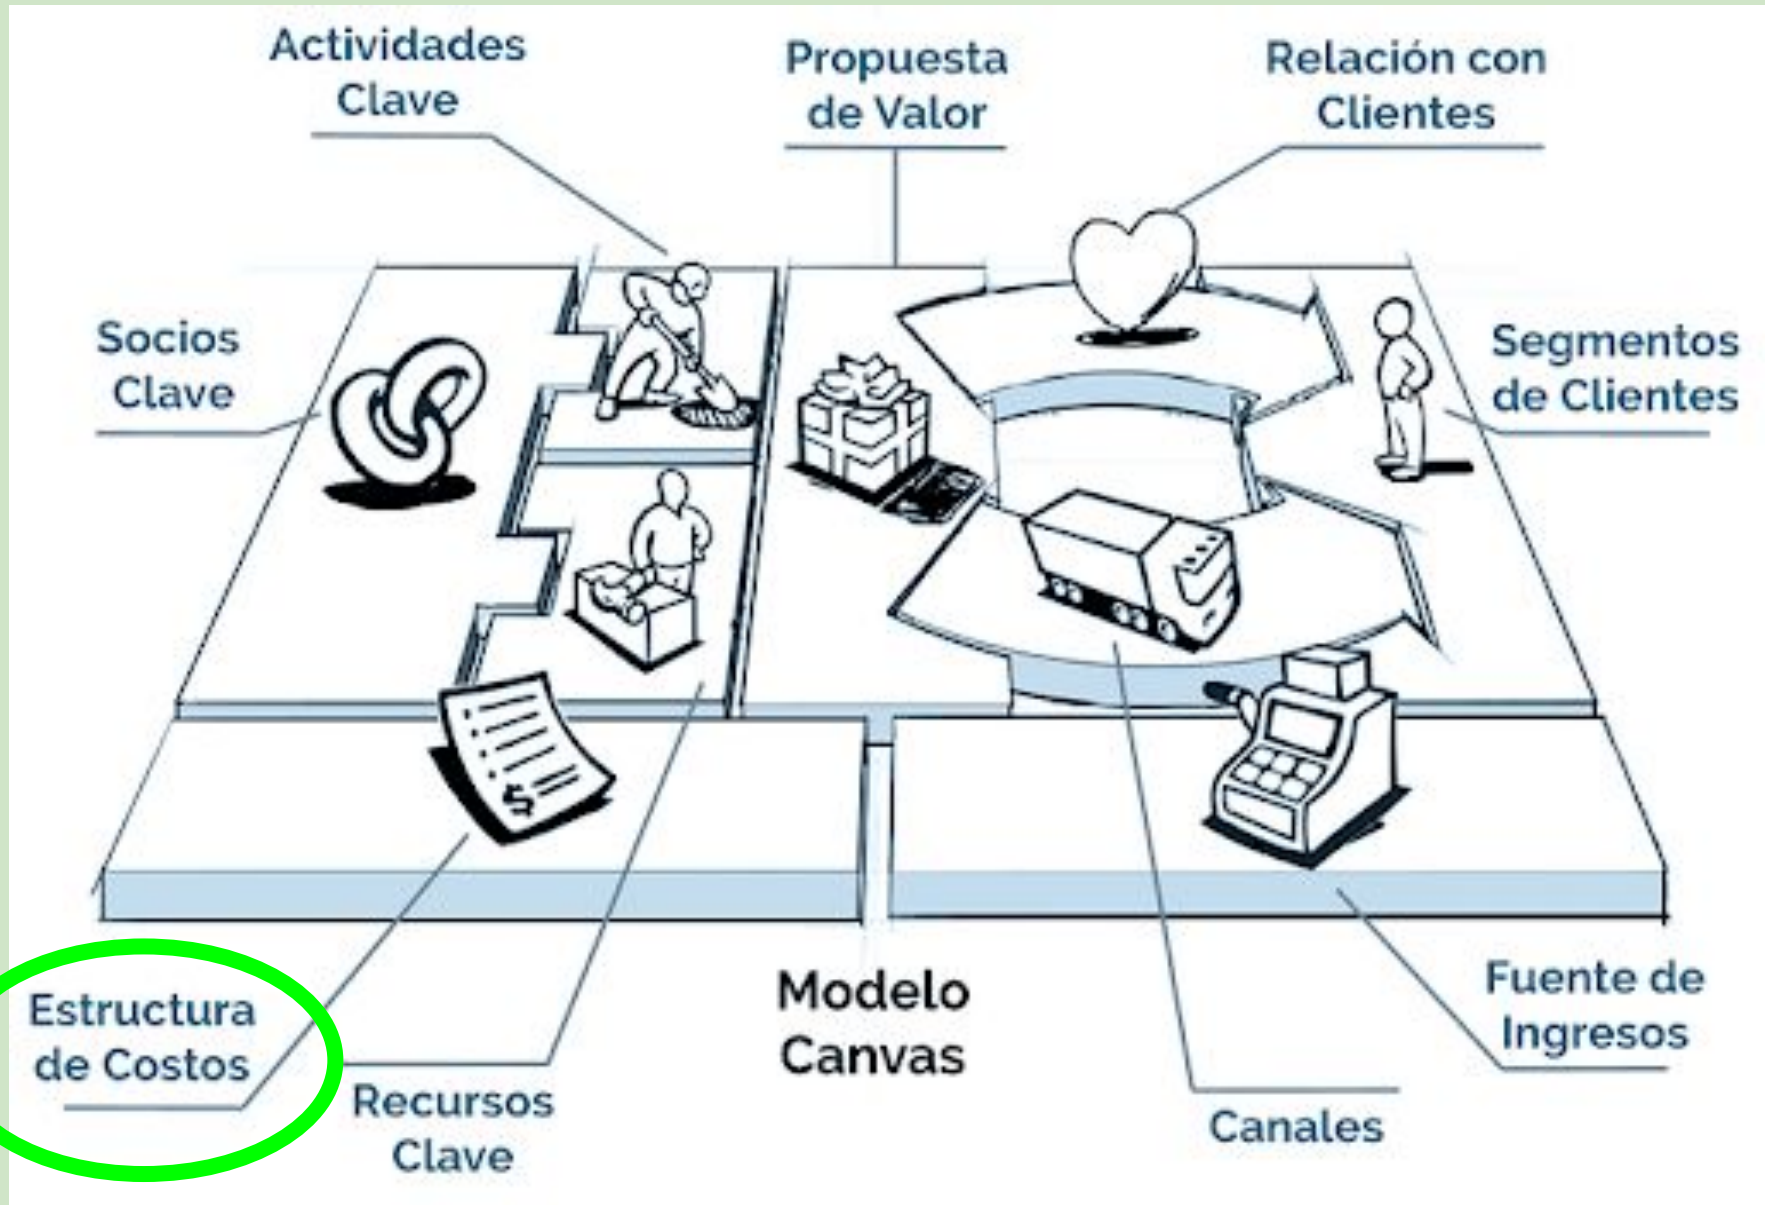 Actividades
Clave
Propuesta
de Valor
Relación con
Clientes
Socios
Clave
Segmentos
de Clientes
Estructura
de Costos
Recursos
Clave
Modelo
Canvas
Canales
Fuente de
Ingresos
$